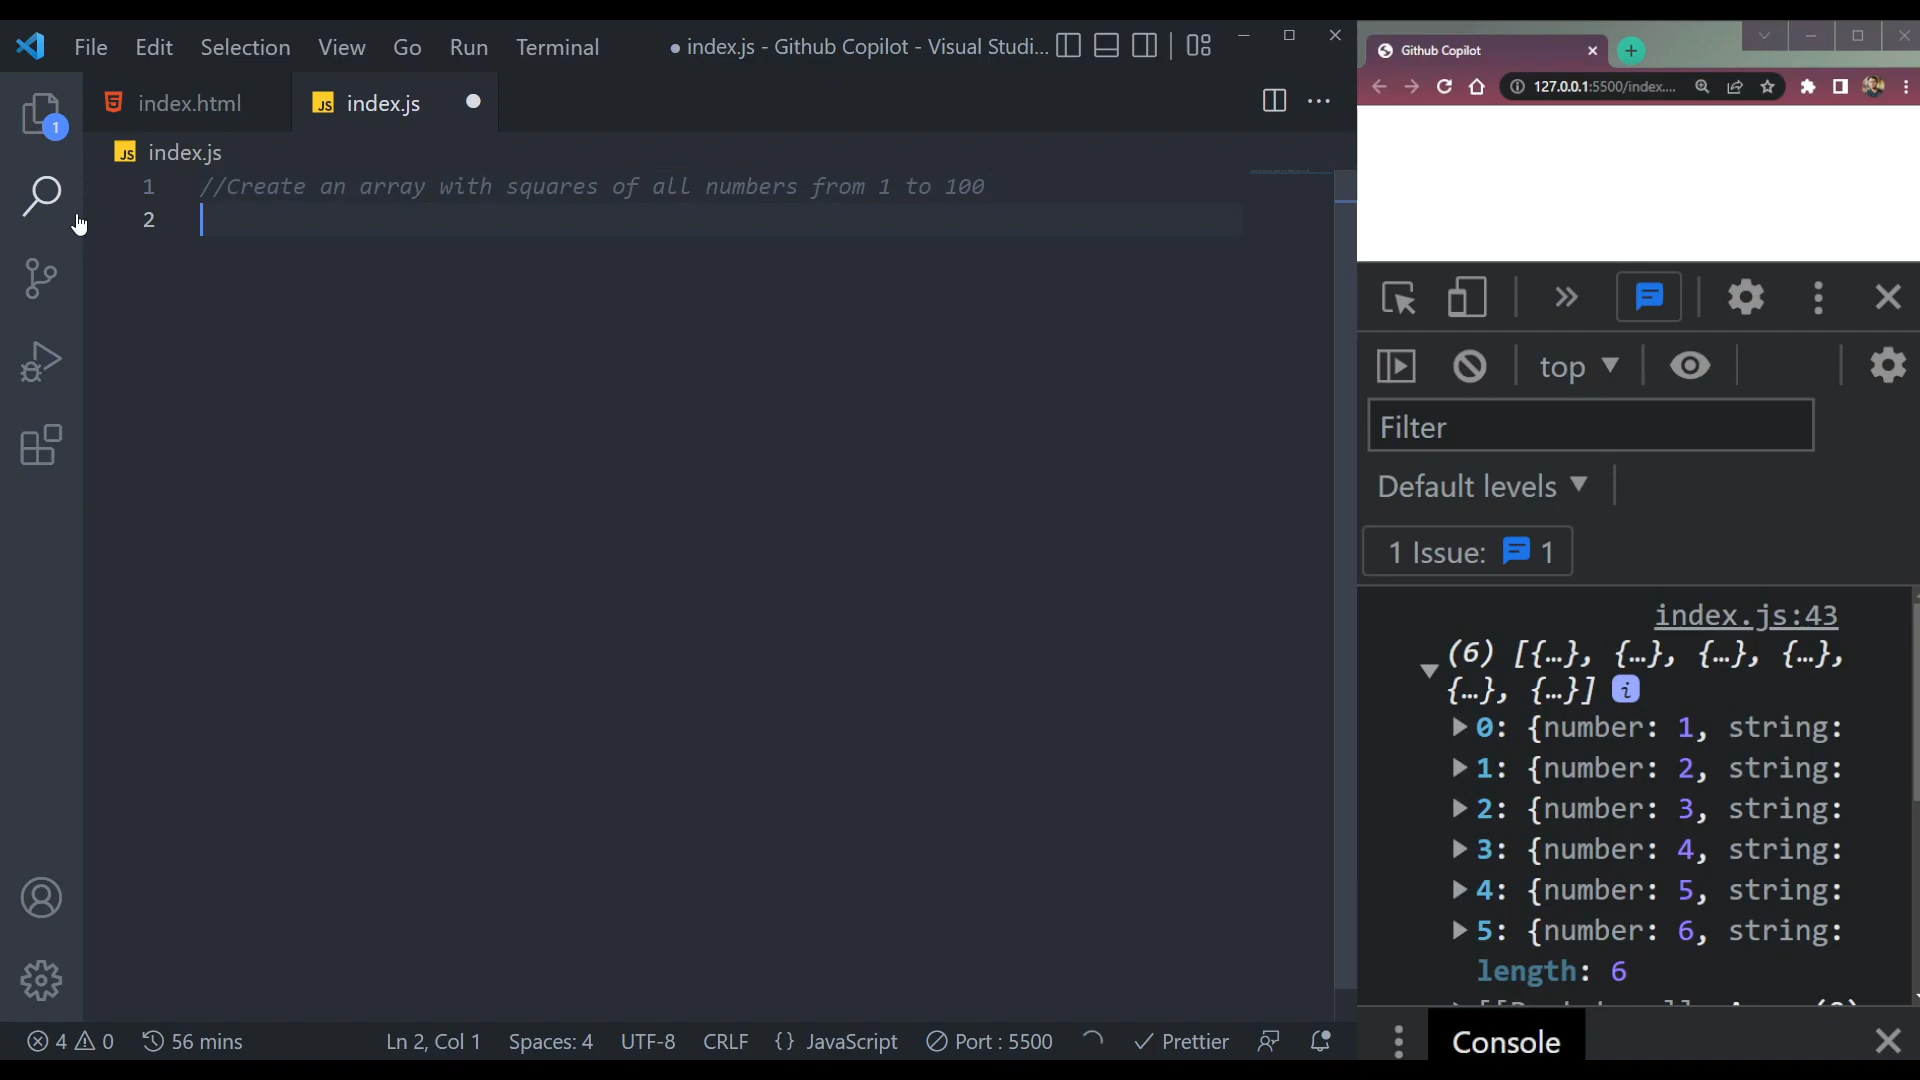 File Edit Selection View Go Run Terminal ● index.js - Github Copilot - Visual Studi...
index.html index.js
JS index.js
1 //Create an array with squares of all numbers from 1 to 100
2
1
4 0 56 mins Ln 2, Col 1 Spaces: 4 UTF-8 CRLF {} JavaScript Port : 5500 Prettier
Github Copilot
127.0.0.1:5500/index....
top
Filter
Default levels
1 Issue: 1
index.js:43
(6) [{…}, {…}, {…}, {…},
{…}, {…}] i
0: {number: 1, string:
1: {number: 2, string:
2: {number: 3, string:
3: {number: 4, string:
4: {number: 5, string:
5: {number: 6, string:
length: 6
Console